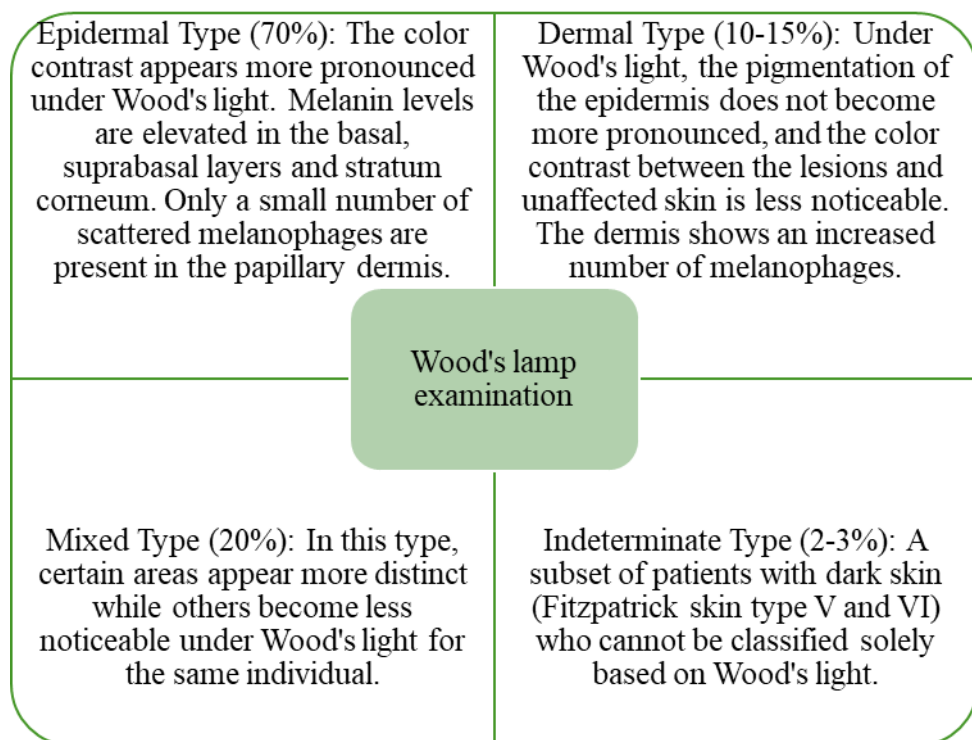 Epidermal Type (70%): The color
contrast appears more pronounced
under Wood's light. Melanin levels
are elevated in the basal,
suprabasal layers and stratum
corneum. Only a small number of
scattered melanophages are
present in the papillary dermis.
Dermal Type (10-15%): Under
Wood's light, the pigmentation of
the epidermis does not become
more pronounced, and the color
contrast between the lesions and
unaffected skin is less noticeable.
The dermis shows an increased
number of melanophages.
Wood's lamp
examination
Mixed Type (20%): In this type,
certain areas appear more distinct
while others become less
noticeable under Wood's light for
the same individual.
Indeterminate Type (2-3%): A
subset of patients with dark skin
(Fitzpatrick skin type V and VI)
who cannot be classified solely
based on Wood's light.